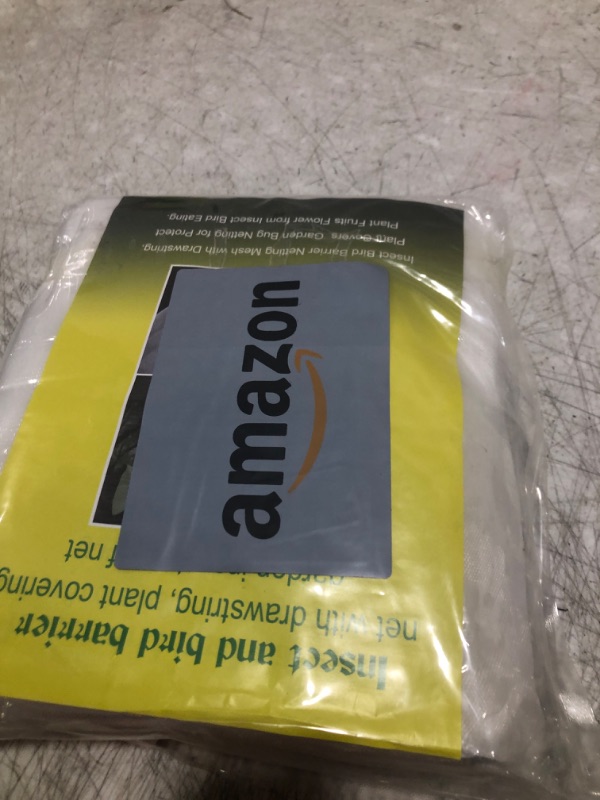 Insect and bird barrier
net with drawstring, plant covering
garden
net
amazon
Insect Bird Barrier Netting Mesh with Drawstring.
Plant Covers. Garden Bug Netting for Protect
Plant Fruits Flower from Insect Bird Eating.